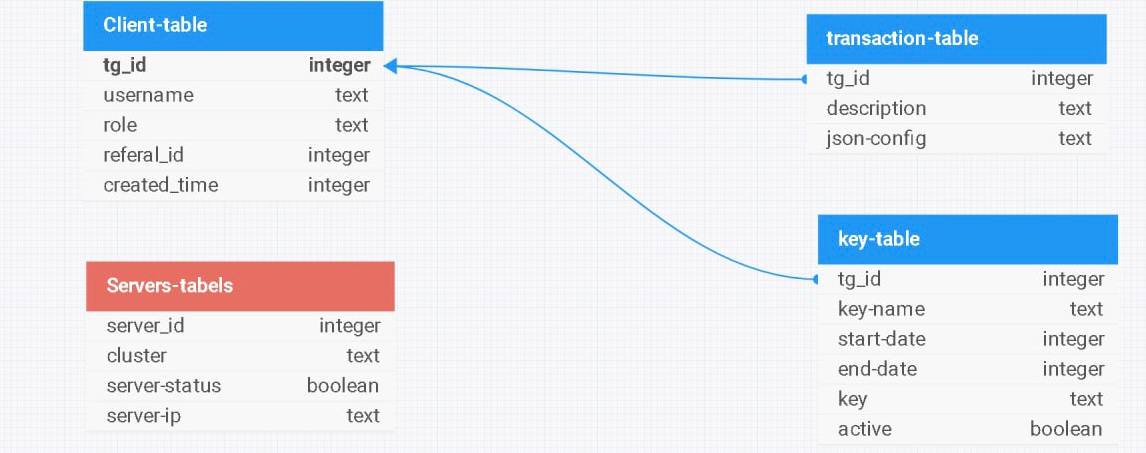 Client-table
tg_id integer
username text
role text
referal_id integer
created_time integer
transaction-table
tg_id integer
description text
json-config text
Servers-tabels
server_id integer
cluster text
server-status boolean
server-ip text
key-table
tg_id integer
key-name text
start-date integer
end-date integer
key text
active boolean